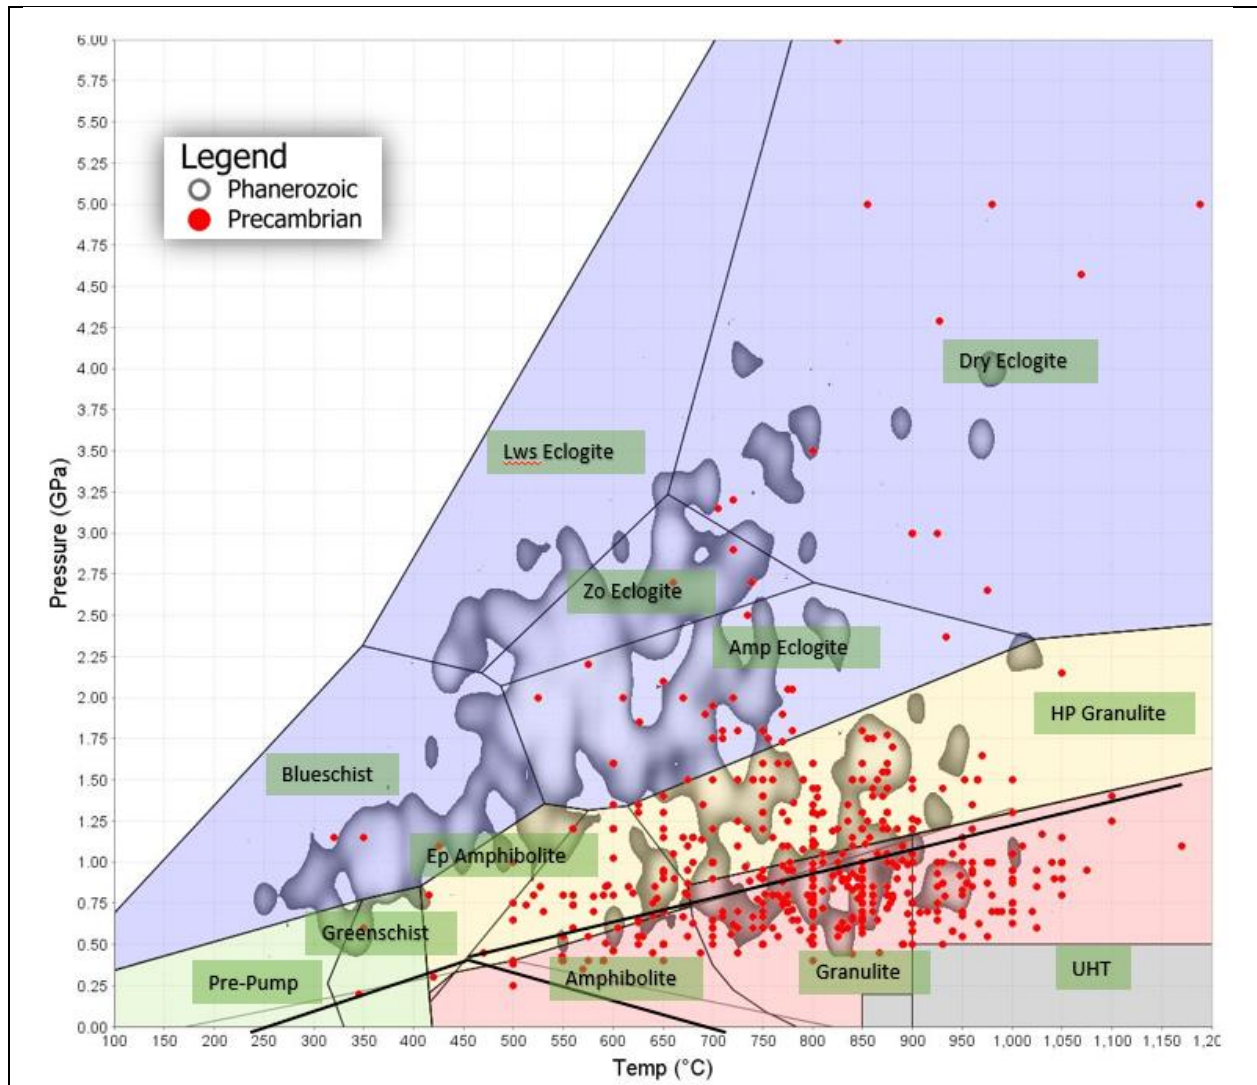 6.00
5.75
5.50
5.25
5.00
4.75
4.50
4.25
4.00
3.75
3.50
3.25
3.00
2.75
2.50
2.25
2.00
1.75
1.50
1.25
1.00
0.75
0.50
0.25
0.00
Pressure (GPa)
Legend
Phanerozoic
Precambrian
Dry Eclogite
Lws Eclogite
Zo Eclogite
Amp Eclogite
HP Granulite
Blueschist
Ep Amphibolite
Greenschist
Pre-Pump
Amphibolite
Granulite
UHT
100 150 200 250 300 350 400 450 500 550 600 650 700 750 800 850 900 950 1,000 1,050 1,100 1,150 1,20
Temp (°C)